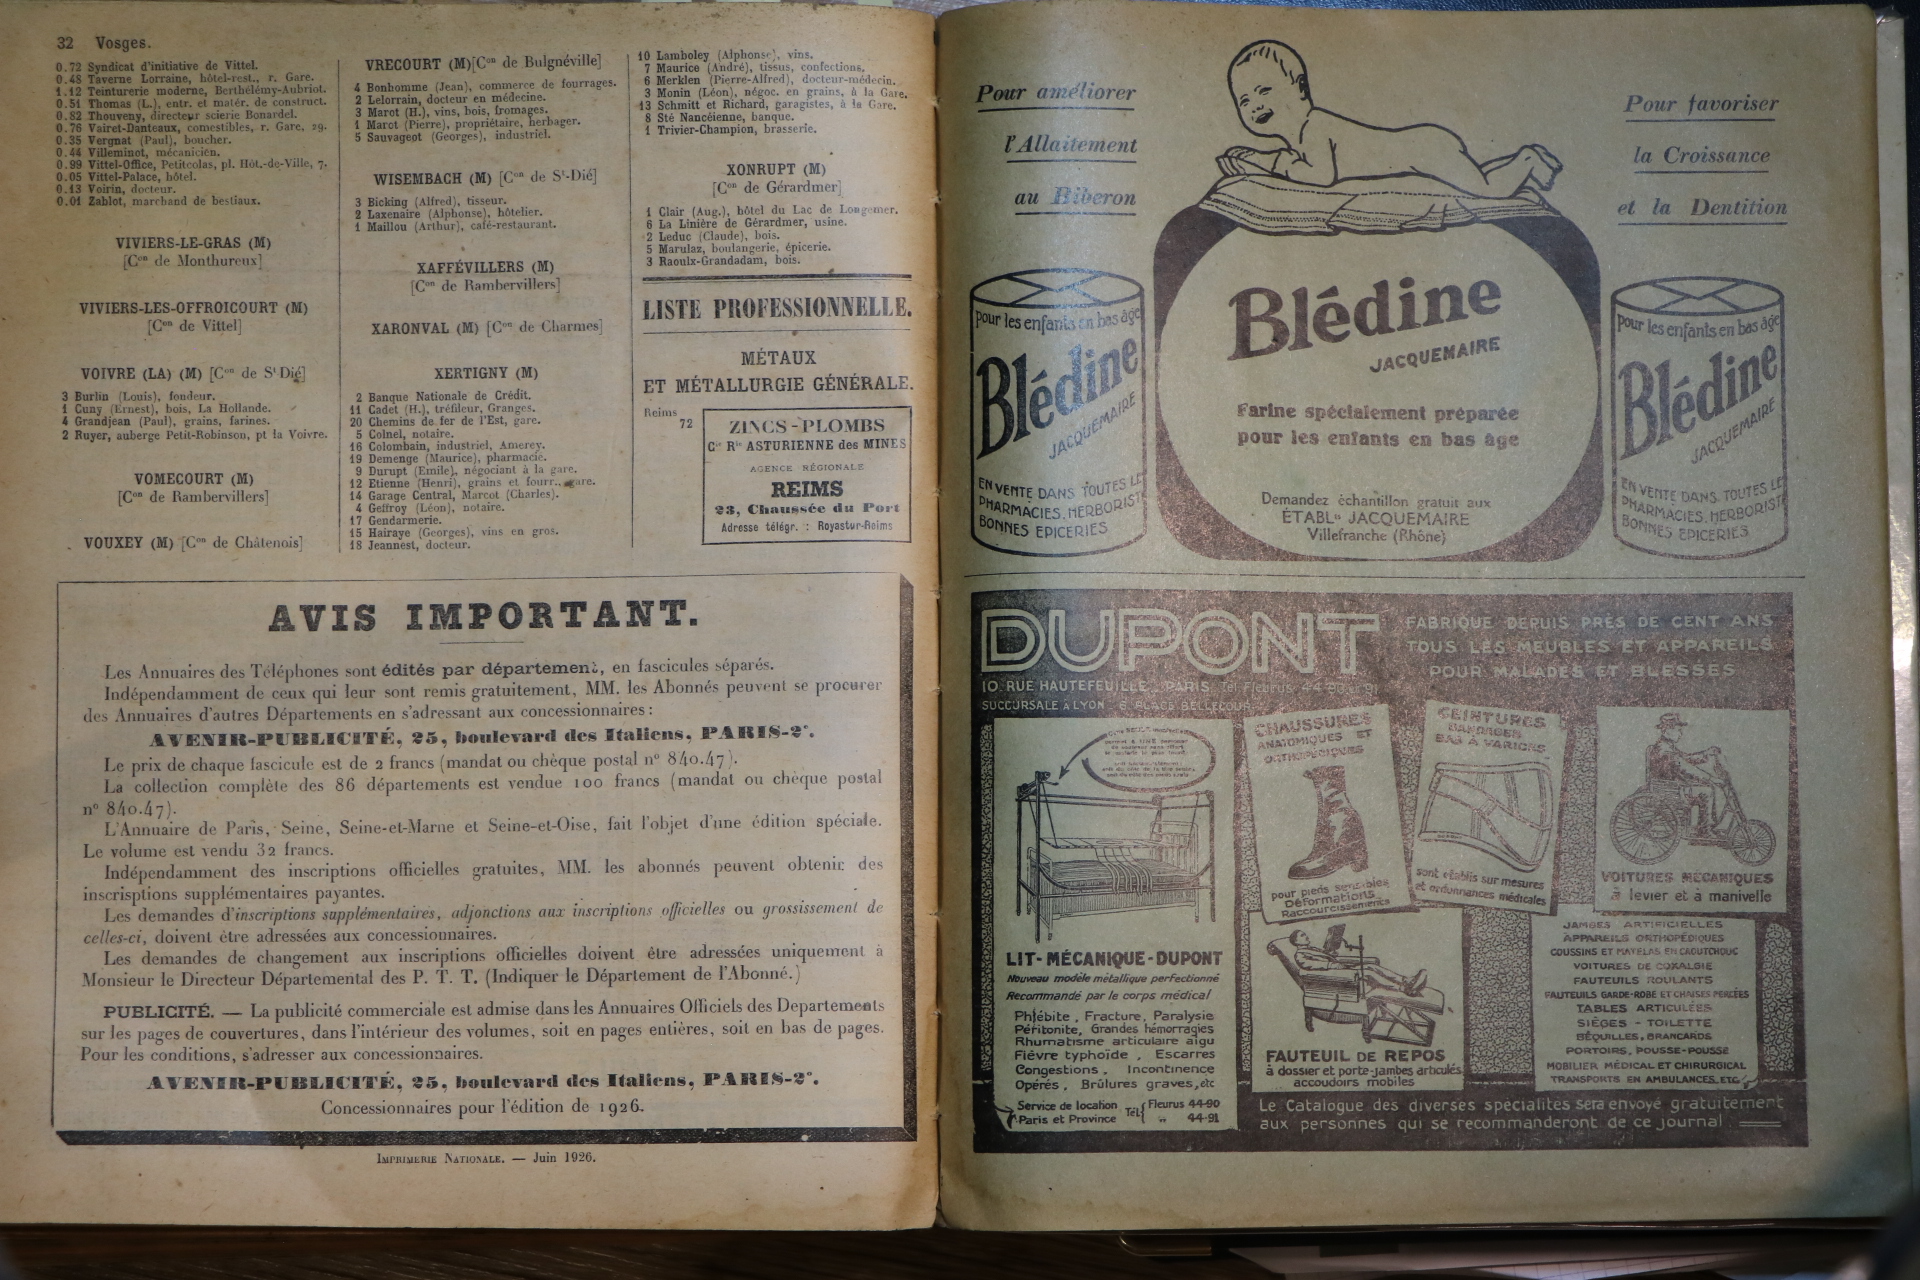 32 Vosges.
0.72 Syndicat d'initiative de Vittel.
0.48 Taverne Lorraine, hôtel-rest., r. Gare.
1.12 Teinturerie moderne, Berthélémy-Aubriot.
0.51 Thomas (L.), entr. et matér. de construct.
0.82 Thouveny, directeur scierie Bonardel.
0.76 Vairet-Danteaux, comestibles, r. Gare, 29.
0.35 Vergnat (Paul), boucher.
0.44 Villeminot, mécanicien.
0.99 Vittel-Office, Petitcolas, pl. Hôt.-de-Ville, 7.
0.05 Vittel-Palace, hôtel.
0.13 Voirin, docteur.
0.01 Zablot, marchand de bestiaux.
VIVIERS-LE-GRAS (M)
[Con de Monthureux]
VIVIERS-LES-OFFROICOURT (M)
[Con de Vittel]
VOIVRE (LA) (M) [Con de St-Dié]
3 Burlin (Louis), fondeur.
1 Cuny (Ernest), bois, La Hollande.
4 Grandjean (Paul), grains, farines.
2 Ruyer, auberge Petit-Robinson, pt la Voivre.
VOMECOURT (M)
[Con de Rambervillers]
VOUXEY (M) [Con de Châtenois]
VRECOURT (M)[Con de Bulgnéville]
4 Bonhomme (Jean), commerce de fourrages.
2 Lelorrain, docteur en médecine.
3 Marot (H.), vins, bois, fromages.
1 Marot (Pierre), propriétaire, herbager.
5 Sauvageot (Georges), industriel.
WISEMBACH (M) [Con de St-Dié]
3 Bicking (Alfred), tisseur.
2 Laxenaire (Alphonse), hôtelier.
1 Maillou (Arthur), café-restaurant.
XAFFÉVILLERS (M)
[Con de Rambervillers]
XARONVAL (M) [Con de Charmes]
XERTIGNY (M)
2 Banque Nationale de Crédit.
11 Cadet (H.), tréfileur, Granges.
20 Chemins de fer de l'Est, gare.
5 Colnel, notaire.
16 Colombain, industriel, Amerey.
19 Demenge (Maurice), pharmacie.
9 Durupt (Emile), négociant à la gare.
12 Etienne (Henri), grains et fourr., gare.
14 Garage Central, Marcot (Charles).
4 Geffroy (Léon), notaire.
17 Gendarmerie.
15 Hairaye (Georges), vins en gros.
18 Jeannest, docteur.
10 Lamboley (Alphonse), vins.
7 Maurice (André), tissus, confections.
6 Merklen (Pierre-Alfred), docteur-médecin.
3 Monin (Léon), négoc. en grains, à la Gare.
13 Schmitt et Richard, garagistes, à la Gare.
8 Sté Nancéienne, banque.
1 Trivier-Champion, brasserie.
XONRUPT (M)
[Con de Gérardmer]
1 Clair (Aug.), hôtel du Lac de Longemer.
6 La Linière de Gérardmer, usine.
2 Leduc (Claude), bois.
5 Marulaz, boulangerie, épicerie.
3 Raoulx-Grandadam, bois.
LISTE PROFESSIONNELLE.
MÉTAUX
ET MÉTALLURGIE GÉNÉRALE.
Reims
72
ZINCS-PLOMBS
Cie Rle ASTURIENNE des MINES
AGENCE RÉGIONALE
REIMS
23, Chaussée du Port
Adresse télégr. : Royastur-Reims
AVIS IMPORTANT.
Les Annuaires des Téléphones sont édités par département, en fascicules séparés.
Indépendamment de ceux qui leur sont remis gratuitement, MM. les Abonnés peuvent se procurer
des Annuaires d'autres Départements en s'adressant aux concessionnaires :
AVENIR-PUBLICITÉ, 25, boulevard des Italiens, PARIS-2e.
Le prix de chaque fascicule est de 2 francs (mandat ou chèque postal no 840.47).
La collection complète des 86 départements est vendue 100 francs (mandat ou chèque postal
no 840.47).
L'Annuaire de Paris, Seine, Seine-et-Marne et Seine-et-Oise, fait l'objet d'une édition spéciale.
Le volume est vendu 32 francs.
Indépendamment des inscriptions officielles gratuites, MM. les abonnés peuvent obtenir des
inscrisptions supplémentaires payantes.
Les demandes d'inscriptions supplémentaires, adjonctions aux inscriptions officielles ou grossissement de
celles-ci, doivent être adressées aux concessionnaires.
Les demandes de changement aux inscriptions officielles doivent être adressées uniquement à
Monsieur le Directeur Départemental des P. T. T. (Indiquer le Département de l'Abonné.)
PUBLICITÉ. — La publicité commerciale est admise dans les Annuaires Officiels des Departements
sur les pages de couvertures, dans l'intérieur des volumes, soit en pages entières, soit en bas de pages.
Pour les conditions, s'adresser aux concessionnaires.
AVENIR-PUBLICITÉ, 25, boulevard des Italiens, PARIS-2e.
Concessionnaires pour l'édition de 1926.
IMPRIMERIE NATIONALE. — Juin 1926.
Pour améliorer
l'Allaitement
au Biberon
Pour favoriser
la Croissance
et la Dentition
pour les enfants en bas âge
Blédine
JACQUEMAIRE
EN VENTE DANS TOUTES LE
PHARMACIES, HERBORIST
BONNES EPICERIES
Blédine
JACQUEMAIRE
Farine spécialement préparée
pour les enfants en bas âge
Demandez échantillon gratuit aux
ÉTABLts JACQUEMAIRE
Villefranche (Rhône)
pour les enfants en bas âge
Blédine
JACQUEMAIRE
EN VENTE DANS TOUTES LE
PHARMACIES, HERBORIST
BONNES EPICERIES
DUPONT
10, RUE HAUTEFEUILLE, PARIS
SUCCURSALE A LYON 6, PLACE BELLECOUR
FABRIQUE DEPUIS PRÈS DE CENT ANS
TOUS LES MEUBLES ET APPAREILS
POUR MALADES ET BLESSÉS
LIT-MÉCANIQUE-DUPONT
Nouveau modèle métallique perfectionné
Recommandé par le corps médical
Phlébite, Fracture, Paralysie
Péritonite, Grandes hémorragies
Rhumatisme articulaire aigu
Fièvre typhoïde, Escarres
Congestions, Incontinence
Opérés, Brûlures graves, etc
Service de location
Paris et Province
Tél. Fleurus 44-90
" 44-91
CHAUSSURES
ANATOMIQUES ET
ORTHOPÉDIQUES
pour pieds sensibles
Déformations
Raccourcissements
CEINTURES
BANDAGES
BAS A VARICES
sont établis sur mesures
et ordonnances médicales
VOITURES MÉCANIQUES
à levier et à manivelle
FAUTEUIL DE REPOS
à dossier et porte-jambes articulés
accoudoirs mobiles
JAMBES ARTIFICIELLES
APPAREILS ORTHOPÉDIQUES
COUSSINS ET MATELAS EN CAOUTCHOUC
VOITURES DE COXALGIE
FAUTEUILS ROULANTS
FAUTEUILS GARDE-ROBE ET CHAISES PERCÉES
TABLES ARTICULÉES
SIÈGES - TOILETTE
BÉQUILLES, BRANCARDS
PORTOIRS, POUSSE-POUSSE
MOBILIER MÉDICAL ET CHIRURGICAL
TRANSPORTS EN AMBULANCES, ETC
Le Catalogue des diverses spécialités sera envoyé gratuitement
aux personnes qui se recommanderont de ce journal